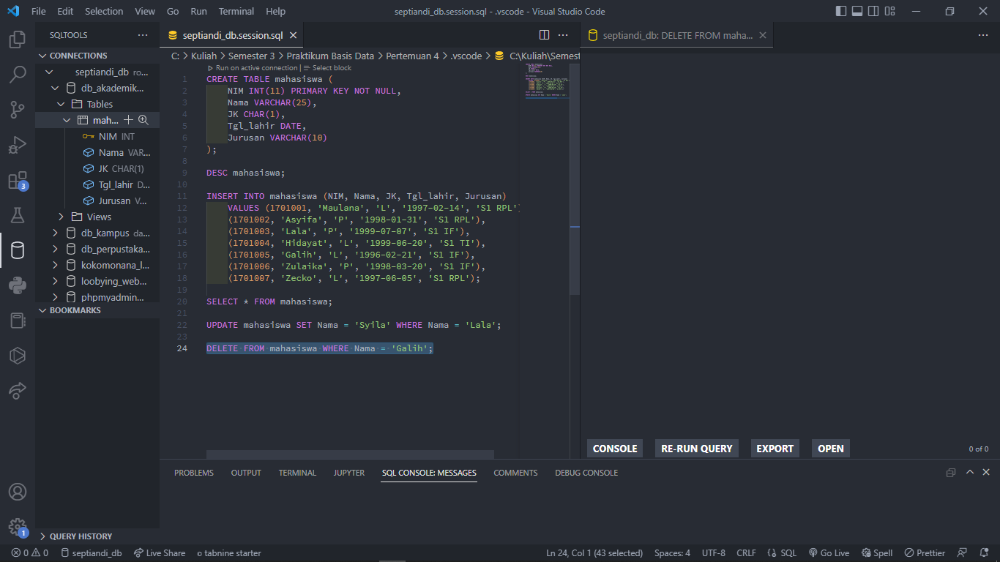 File Edit Selection View Go Run Terminal Help septiandi_db.session.sql - .vscode - Visual Studio Code
SQLTOOLS ···
CONNECTIONS
septiandi_db ro...
db_akademik...
Tables
mah...
NIM INT
Nama VAR...
JK CHAR(1)
Tgl_lahir D...
Jurusan V...
Views
db_kampus da...
db_perpustaka...
kokomonana_l...
loobying_web...
phpmyadmin...
BOOKMARKS
QUERY HISTORY
3
1
septiandi_db.session.sql
C: > Kuliah > Semester 3 > Praktikum Basis Data > Pertemuan 4 > .vscode > C:\Kuliah\Semest
Run on active connection | Select block
1 CREATE TABLE mahasiswa (
2 NIM INT(11) PRIMARY KEY NOT NULL,
3 Nama VARCHAR(25),
4 JK CHAR(1),
5 Tgl_lahir DATE,
6 Jurusan VARCHAR(10)
7 );
8
9 DESC mahasiswa;
10
11 INSERT INTO mahasiswa (NIM, Nama, JK, Tgl_lahir, Jurusan)
12 VALUES (1701001, 'Maulana', 'L', '1997-02-14', 'S1 RPL')
13 (1701002, 'Asyifa', 'P', '1998-01-31', 'S1 RPL'),
14 (1701003, 'Lala', 'P', '1999-07-07', 'S1 IF'),
15 (1701004, 'Hidayat', 'L', '1999-06-20', 'S1 TI'),
16 (1701005, 'Galih', 'L', '1996-02-21', 'S1 IF'),
17 (1701006, 'Zulaika', 'P', '1998-03-20', 'S1 IF'),
18 (1701007, 'Zecko', 'L', '1997-06-05', 'S1 RPL');
19
20 SELECT * FROM mahasiswa;
21
22 UPDATE mahasiswa SET Nama = 'Syila' WHERE Nama = 'Lala';
23
24 DELETE FROM mahasiswa WHERE Nama = 'Galih';
septiandi_db: DELETE FROM maha...
CONSOLE RE-RUN QUERY EXPORT OPEN 0 of 0
PROBLEMS OUTPUT TERMINAL JUPYTER SQL CONSOLE: MESSAGES COMMENTS DEBUG CONSOLE
0 0 septiandi_db Live Share tabnine starter Ln 24, Col 1 (43 selected) Spaces: 4 UTF-8 CRLF SQL Go Live Spell Prettier